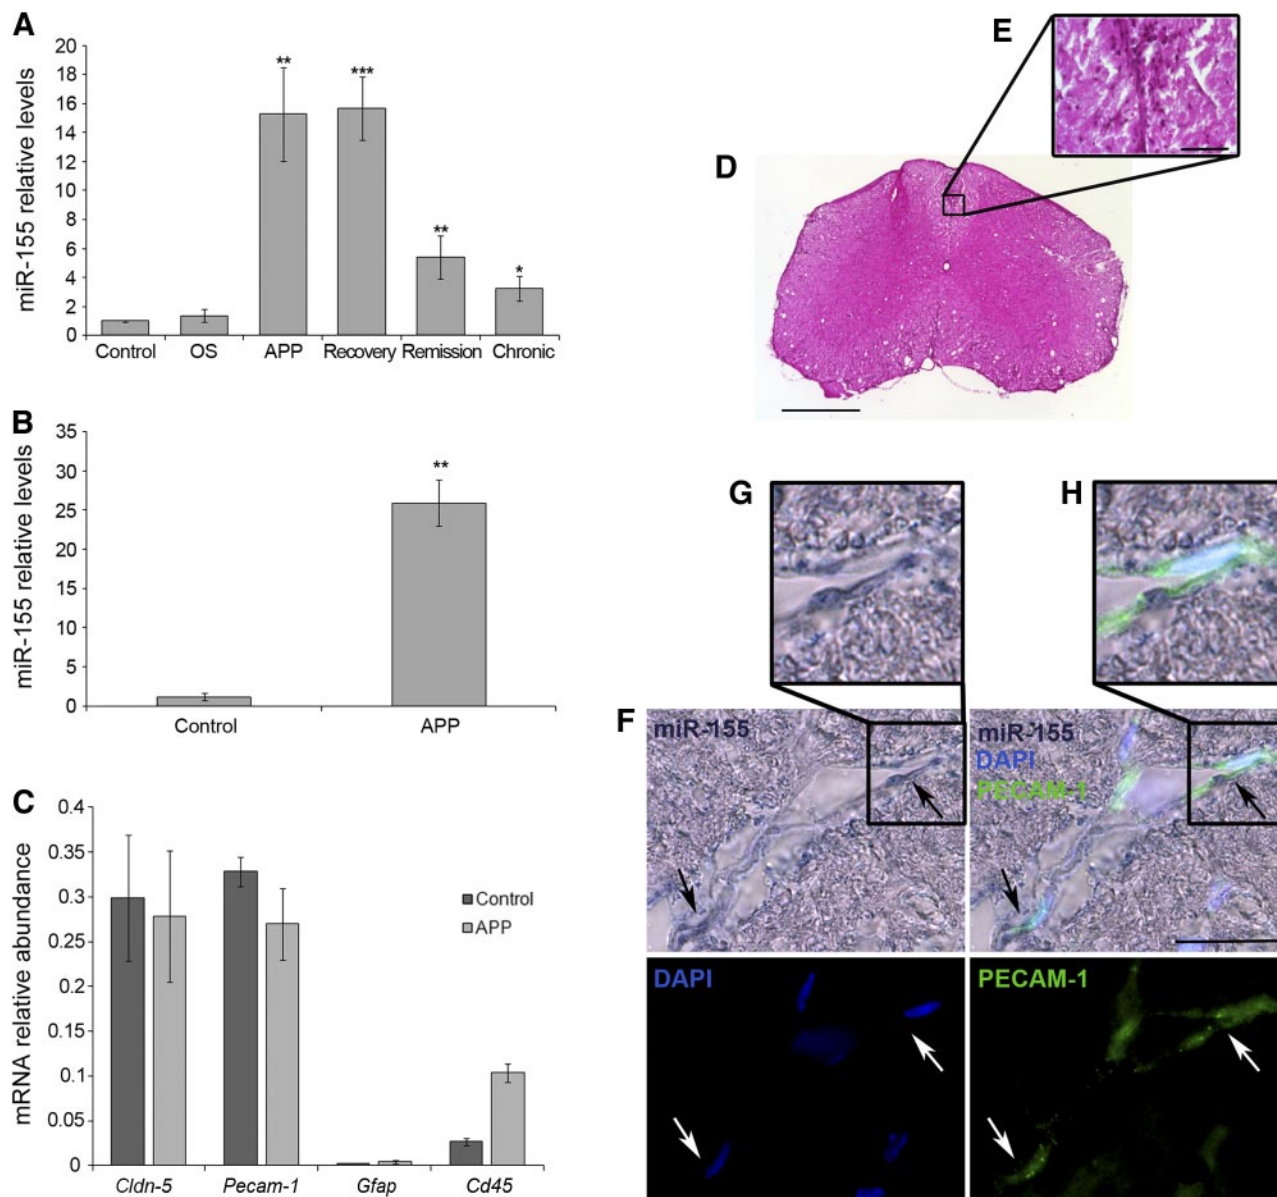 A
miR-155 relative levels
20
18
16
14
12
10
8
6
4
2
0
** *** ** *
Control OS APP Recovery Remission Chronic
B
miR-155 relative levels
35
30
25
20
15
10
5
0
**
Control APP
C
mRNA relative abundance
0.4
0.35
0.3
0.25
0.2
0.15
0.1
0.05
0
Control
APP
Cldn-5 Pecam-1 Gfap Cd45
D
E
F
miR-155
G
H
miR-155
DAPI
PECAM-1
DAPI
PECAM-1